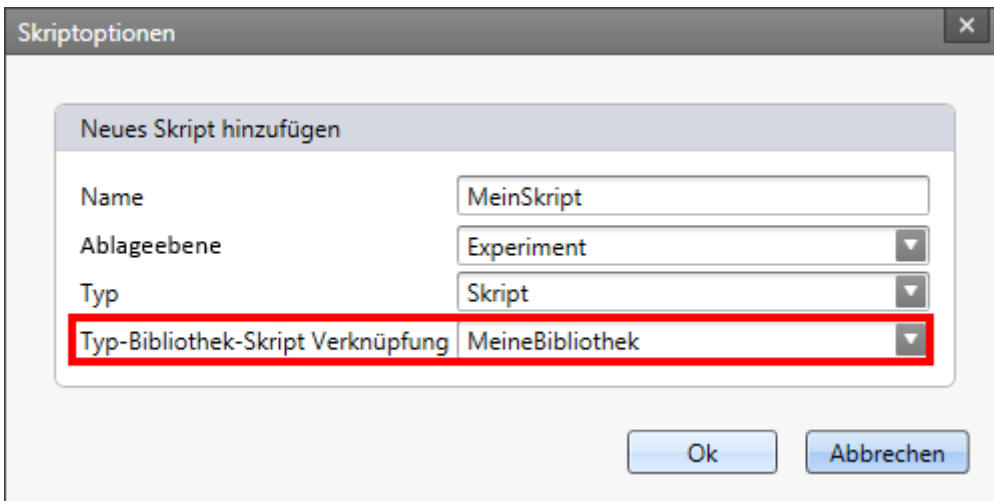 Skriptoptionen
Neues Skript hinzufügen
Name MeinSkript
Ablageebene Experiment
Typ Skript
Typ-Bibliothek-Skript Verknüpfung MeineBibliothek
Ok Abbrechen